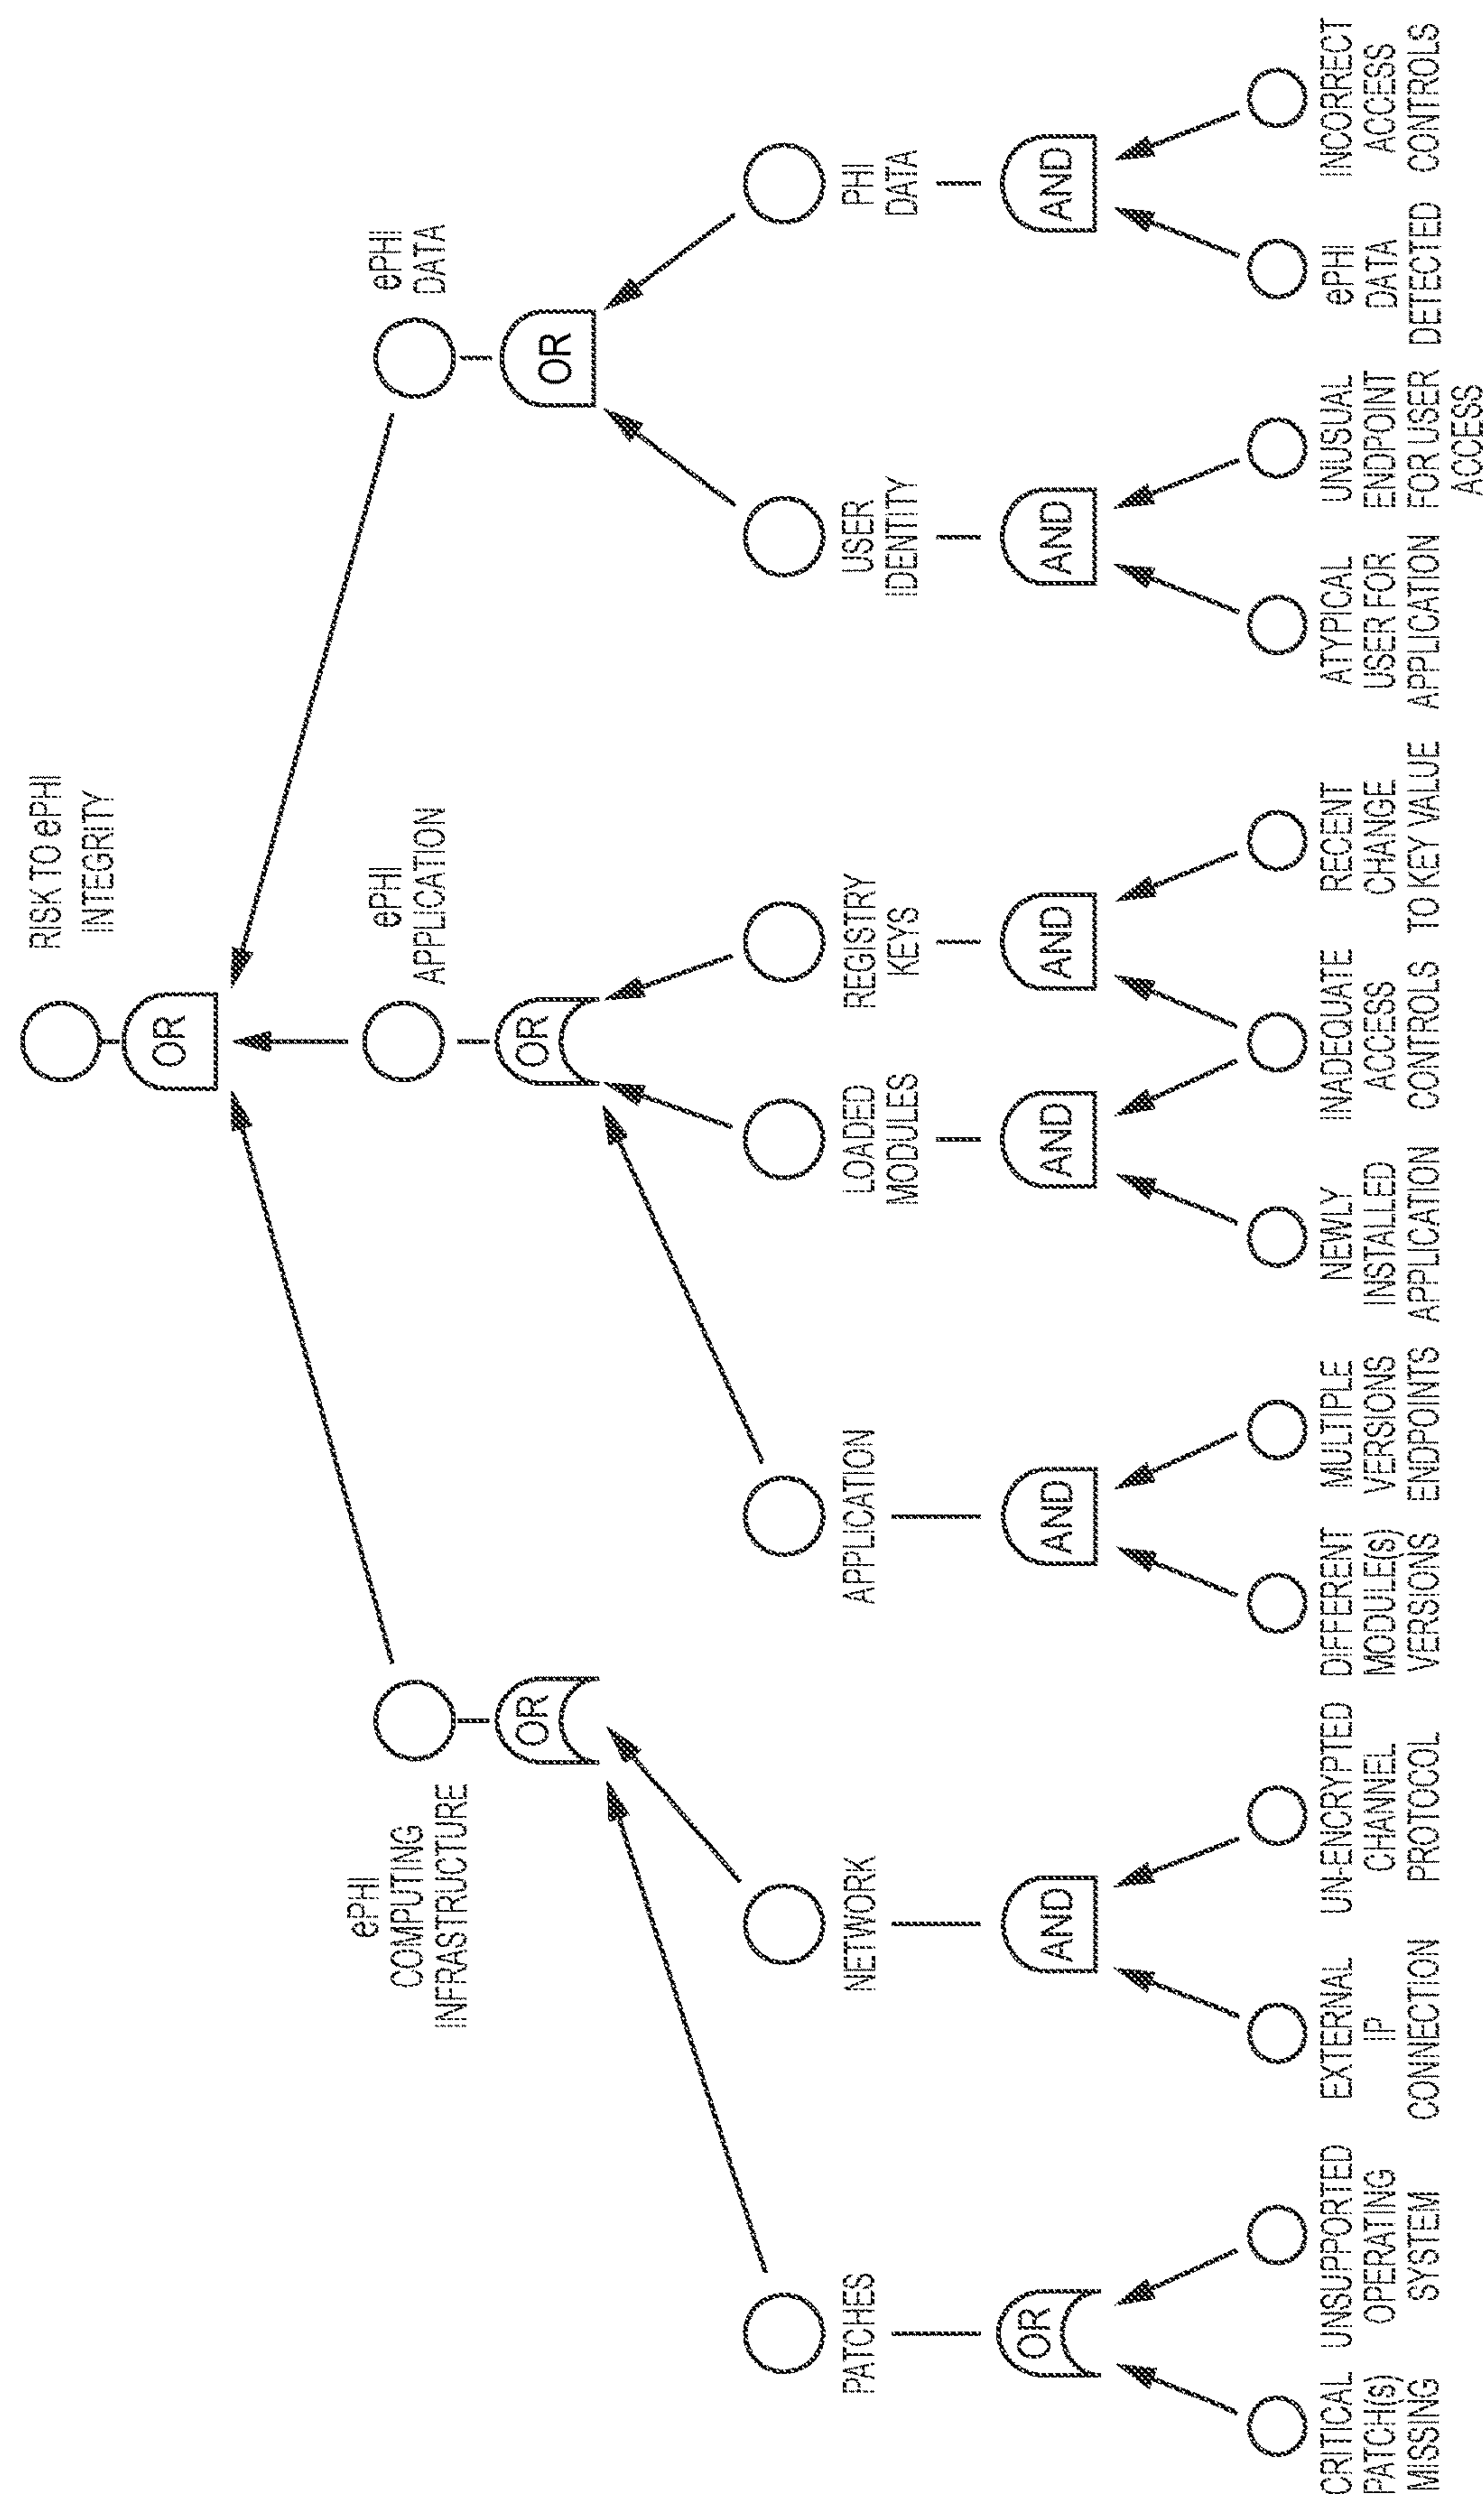 RISK TO ePHI
INTEGRITY
OR
ePHI
COMPUTING
INFRASTRUCTURE
OR
ePHI
APPLICATION
OR
ePHI
DATA
OR
PATCHES
NETWORK
APPLICATION
LOADED
MODULES
REGISTRY
KEYS
USER
IDENTITY
PHI
DATA
OR
AND
AND
AND
AND
AND
AND
CRITICAL
PATCH(s)
MISSING
UNSUPPORTED
OPERATING
SYSTEM
EXTERNAL
IP
CONNECTION
UN-ENCRYPTED
CHANNEL
PROTOCOL
DIFFERENT
MODULE(s)
VERSIONS
MULTIPLE
VERSIONS
ENDPOINTS
NEWLY
INSTALLED
APPLICATION
INADEQUATE
ACCESS
CONTROLS
RECENT
CHANGE
TO KEY VALUE
ATYPICAL
USER FOR
APPLICATION
UNUSUAL
ENDPOINT
FOR USER
ACCESS
ePHI
DATA
DETECTED
INCORRECT
ACCESS
CONTROLS